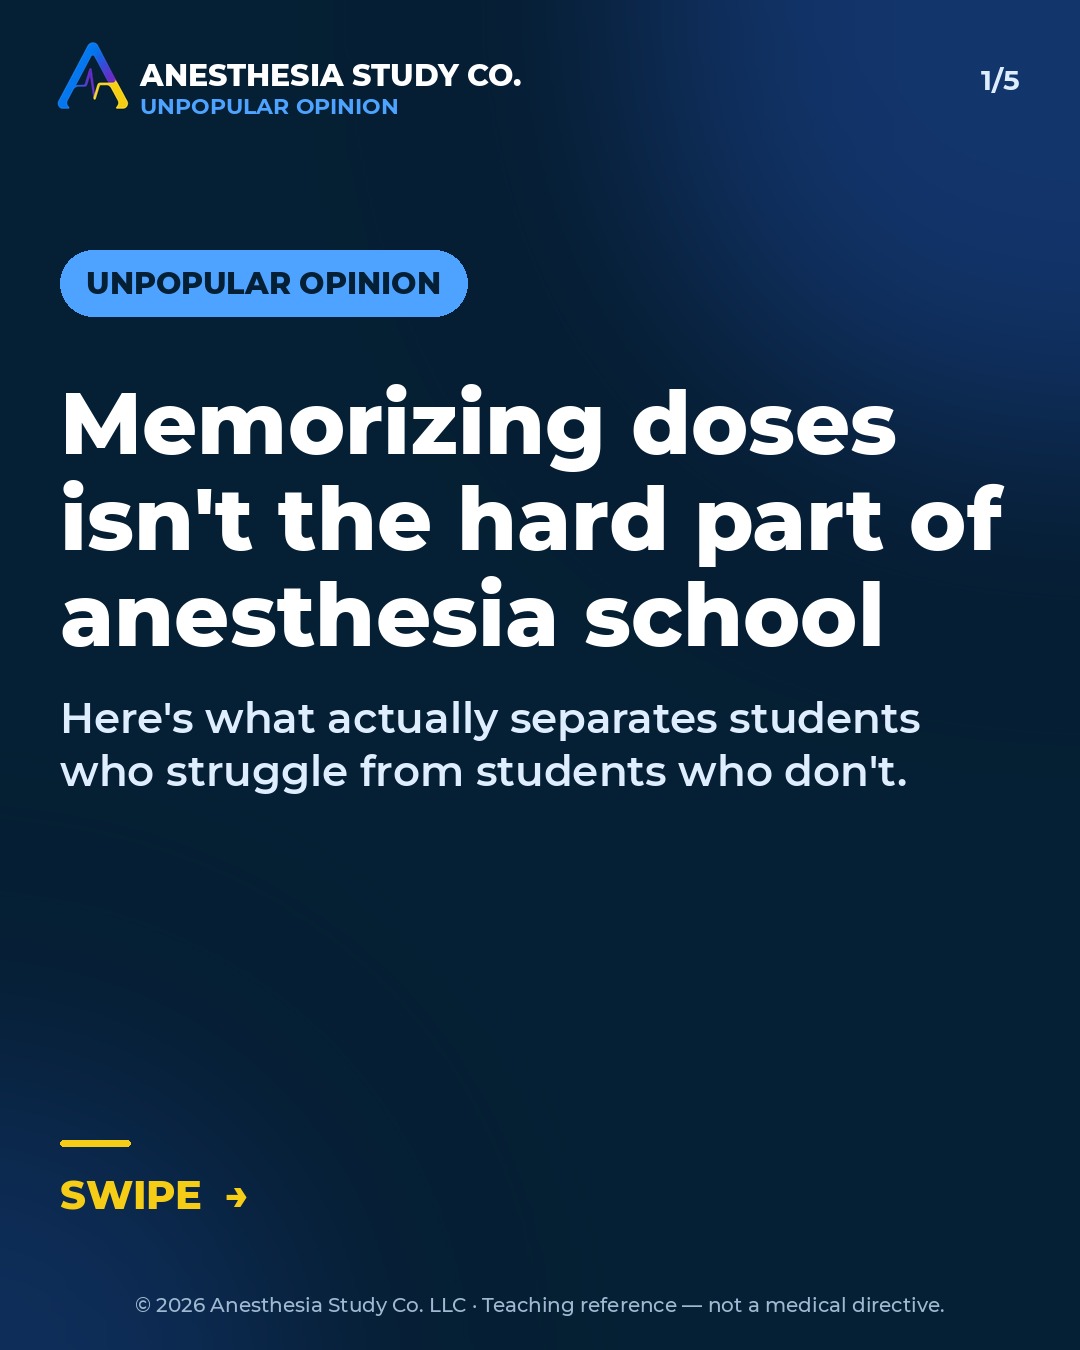 ANESTHESIA STUDY CO.
UNPOPULAR OPINION
1/5
UNPOPULAR OPINION
Memorizing doses
isn't the hard part of
anesthesia school
Here's what actually separates students
who struggle from students who don't.
SWIPE →
© 2026 Anesthesia Study Co. LLC · Teaching reference — not a medical directive.